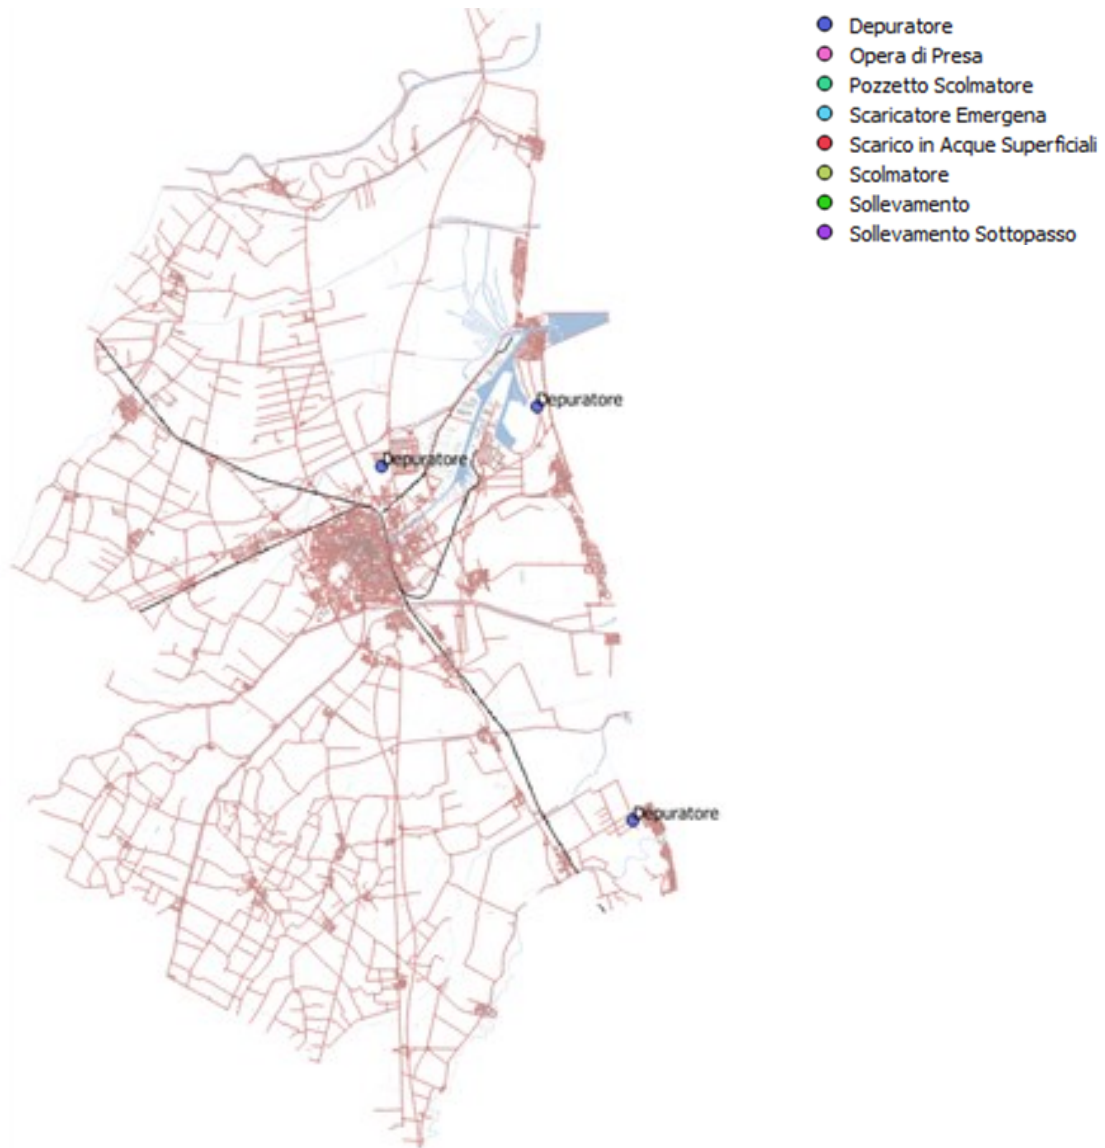 Depuratore
Opera di Presa
Pozzetto Scolmatore
Scaricatore Emergena
Scarico in Acque Superficiali
Scolmatore
Sollevamento
Sollevamento Sottopasso
Depuratore
Depuratore
Depuratore